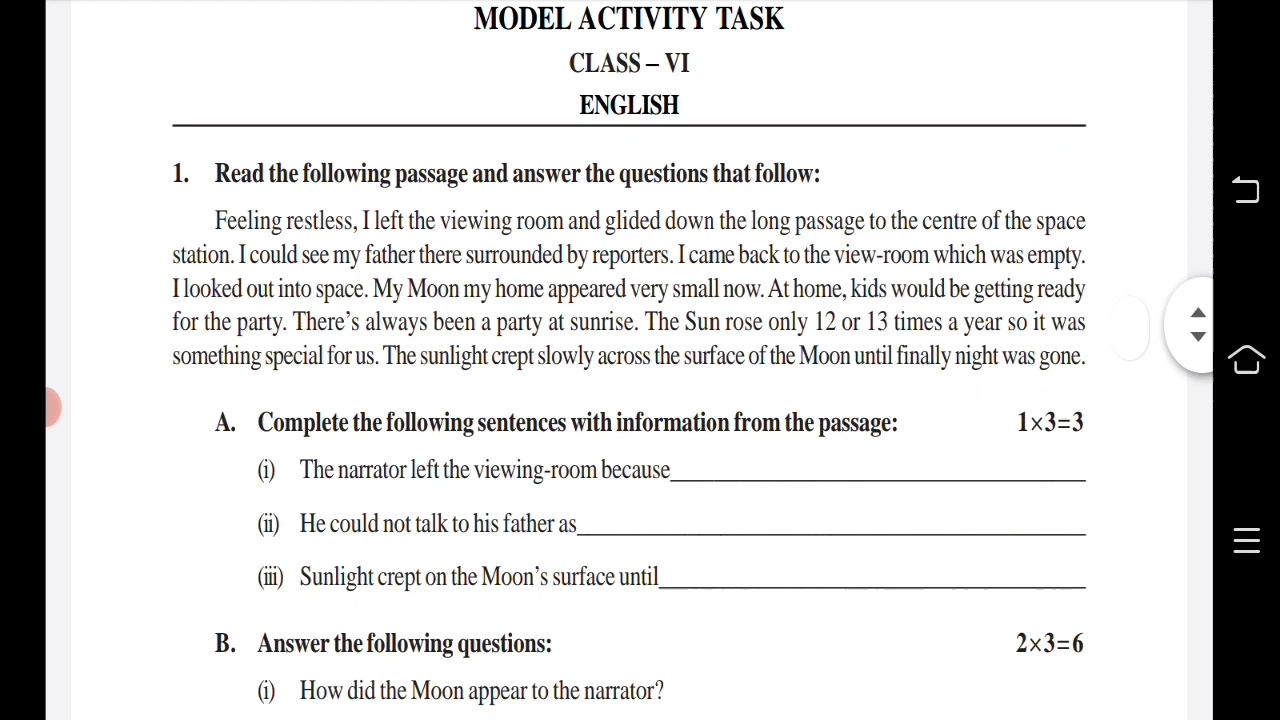 MODEL ACTIVITY TASK
CLASS – VI
ENGLISH
1. Read the following passage and answer the questions that follow:
Feeling restless, I left the viewing room and glided down the long passage to the centre of the space
station. I could see my father there surrounded by reporters. I came back to the view-room which was empty.
I looked out into space. My Moon my home appeared very small now. At home, kids would be getting ready
for the party. There's always been a party at sunrise. The Sun rose only 12 or 13 times a year so it was
something special for us. The sunlight crept slowly across the surface of the Moon until finally night was gone.
A. Complete the following sentences with information from the passage: 1×3=3
(i) The narrator left the viewing-room because
(ii) He could not talk to his father as
(iii) Sunlight crept on the Moon's surface until
B. Answer the following questions: 2×3=6
(i) How did the Moon appear to the narrator?